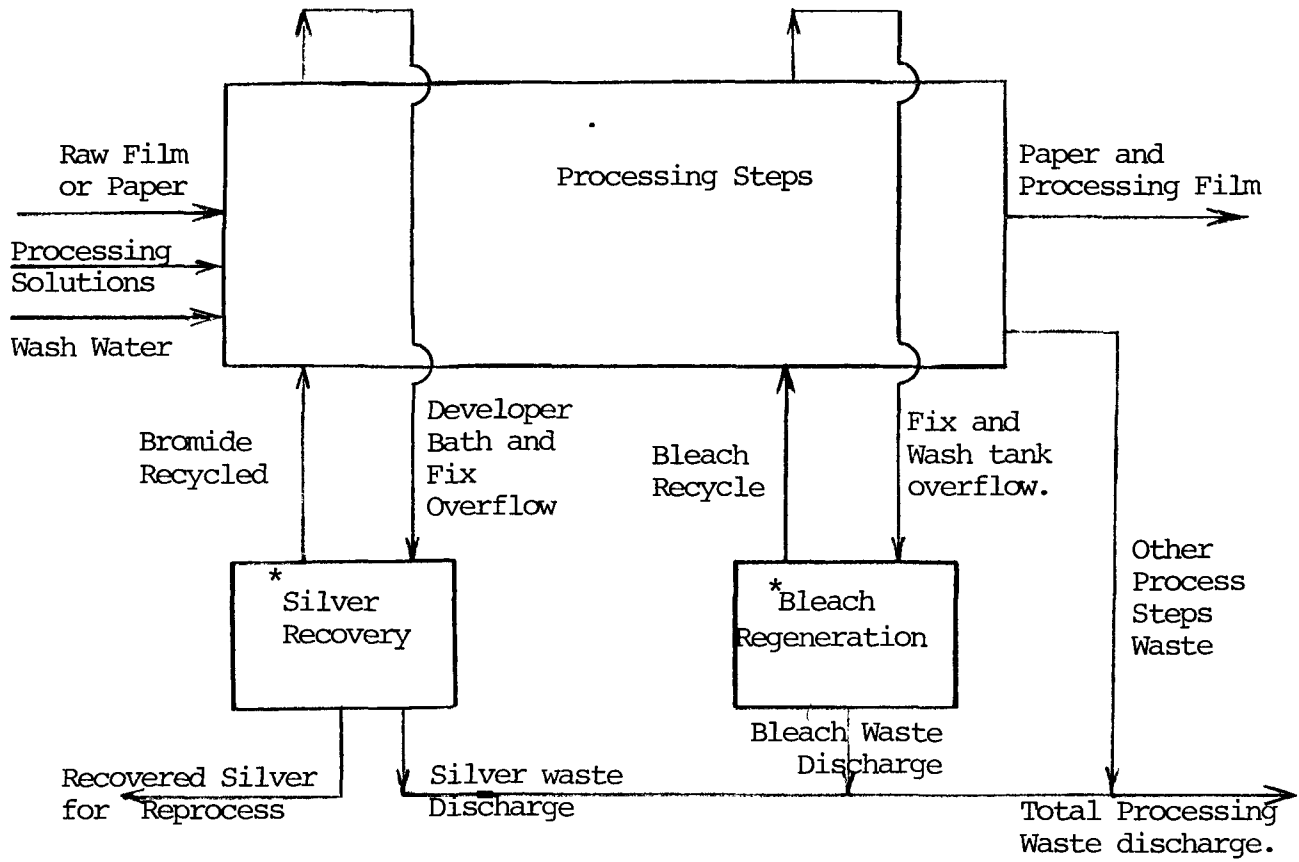 Raw Film
or Paper
Processing Steps
Paper and
Processing Film
Processing
Solutions
Wash Water
Bromide
Recycled
Developer
Bath and
Fix
Overflow
Bleach
Recycle
Fix and
Wash tank
overflow.
Other
Process
Steps
Waste
*
Silver
Recovery
*Bleach
Regeneration
Bleach Waste
Discharge
Recovered Silver
for Reprocess
Silver waste
Discharge
Total Processing
Waste discharge.